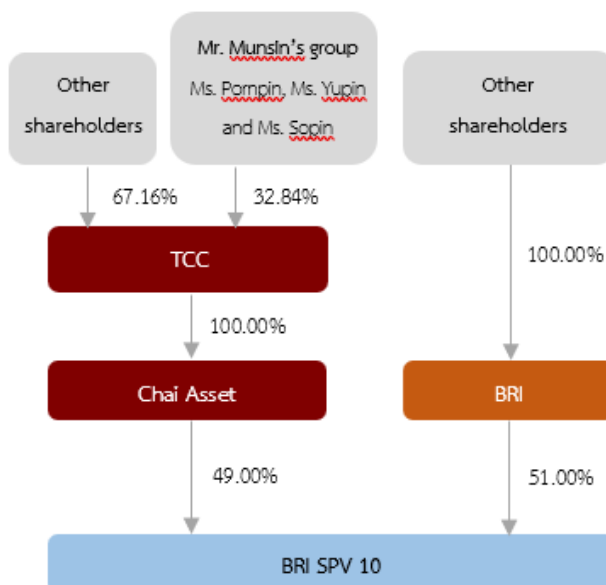 Other
shareholders
Mr. Munsin's group
Ms. Pornpin, Ms. Yupin
and Ms. Sopin
Other
shareholders
67.16%
32.84%
100.00%
TCC
100.00%
Chai Asset
BRI
49.00%
51.00%
BRI SPV 10